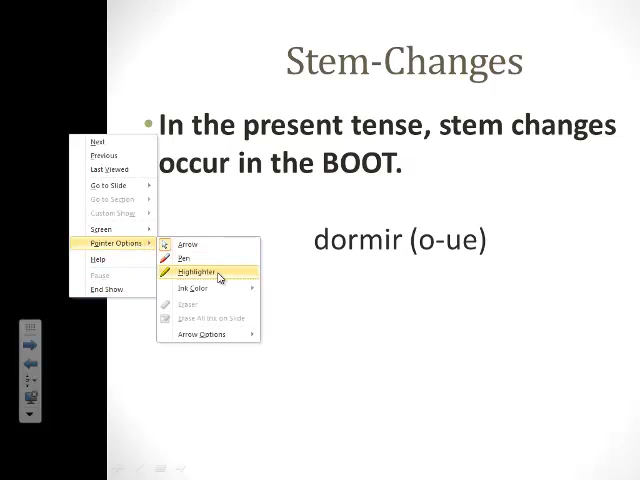 Stem-Changes
• In the present tense, stem changes
occur in the BOOT.
dormir (o-ue)
Next
Previous
Last Viewed
Go to Slide
Go to Section
Custom Show
Screen
Pointer Options
Help
Pause
End Show
Arrow
Pen
Highlighter
Ink Color
Eraser
Erase All Ink on Slide
Arrow Options